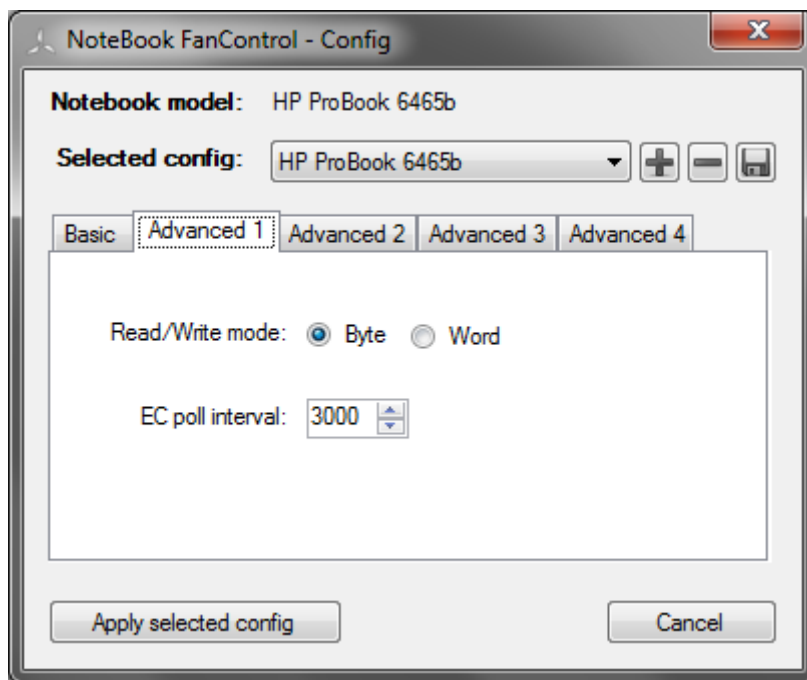 NoteBook FanControl - Config
Notebook model: HP ProBook 6465b
Selected config: HP ProBook 6465b
Basic Advanced 1 Advanced 2 Advanced 3 Advanced 4
Read/Write mode: Byte Word
EC poll interval: 3000
Apply selected config Cancel